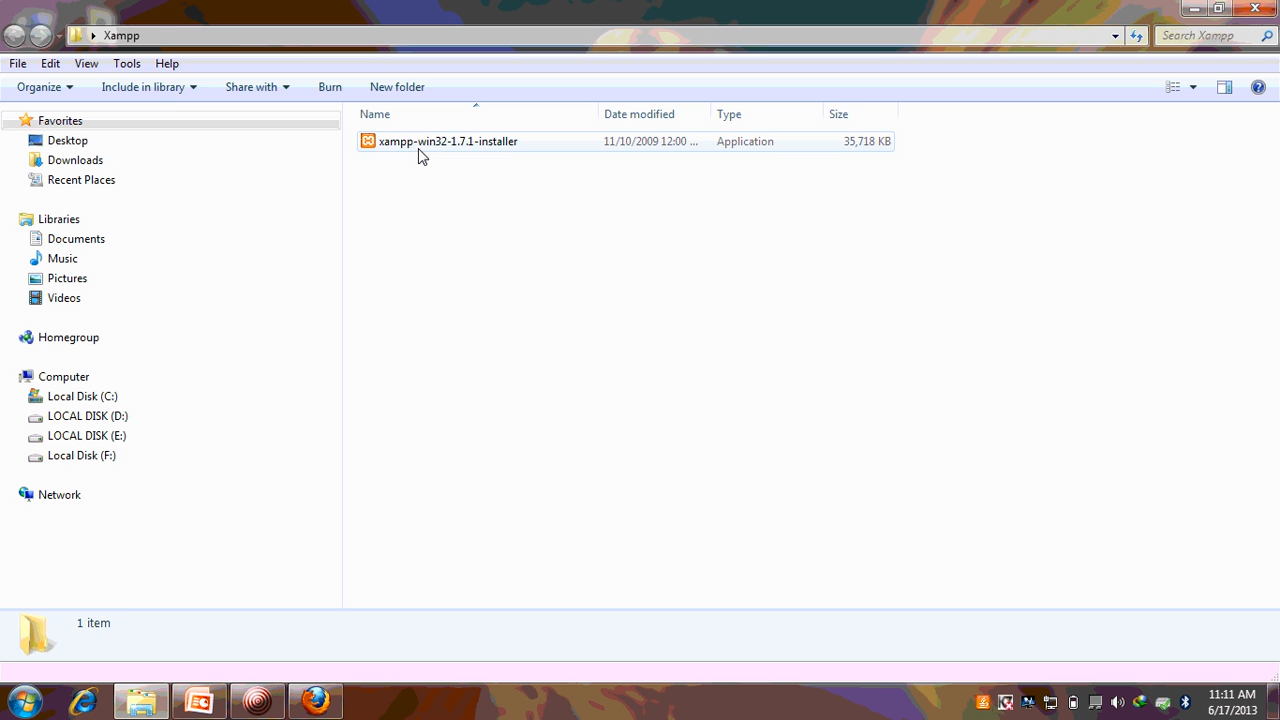 Xampp
Search Xampp
File Edit View Tools Help
Organize Include in library Share with Burn New folder
Name Date modified Type Size
xampp-win32-1.7.1-installer 11/10/2009 12:00 ... Application 35,718 KB
Favorites
Desktop
Downloads
Recent Places
Libraries
Documents
Music
Pictures
Videos
Homegroup
Computer
Local Disk (C:)
LOCAL DISK (D:)
LOCAL DISK (E:)
Local Disk (F:)
Network
1 item
11:11 AM
6/17/2013